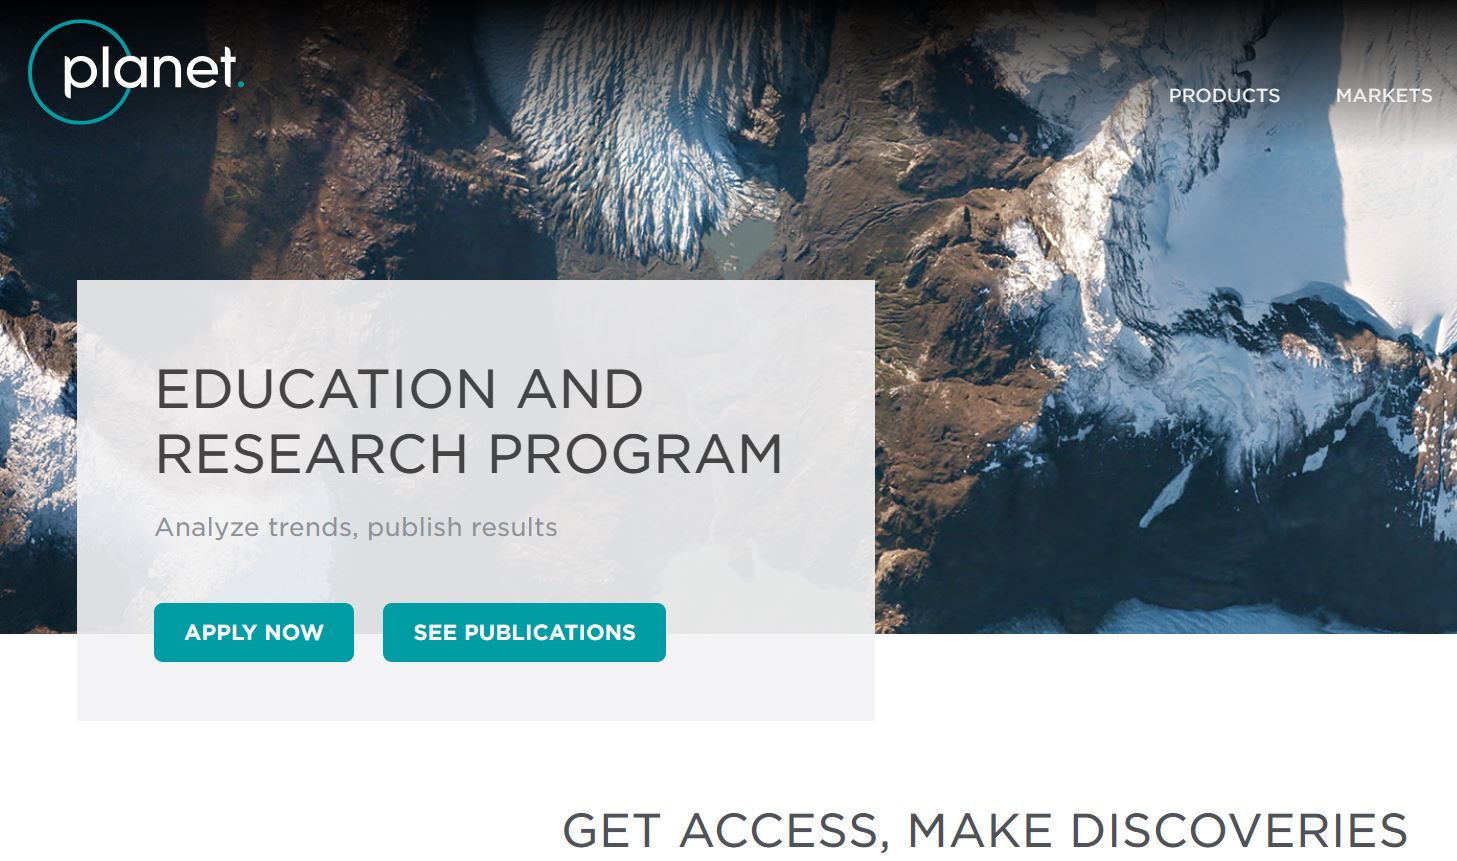 planet.
PRODUCTS MARKETS
EDUCATION AND
RESEARCH PROGRAM
Analyze trends, publish results
APPLY NOW SEE PUBLICATIONS
GET ACCESS, MAKE DISCOVERIES